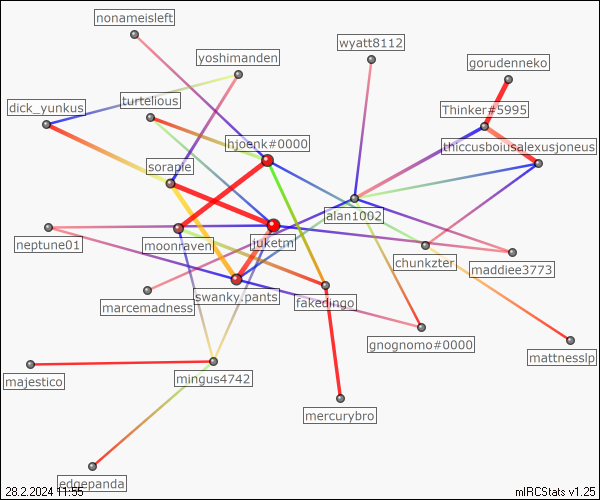 nonameisleft
wyatt8112
yoshimanden
gorudenneko
dick_yunkus
turtelious
Thinker#5995
hjoenk#0000
thiccusboiusalexusjoneus
soraple
alan1002
neptune01
moonraven
juketm
chunkzter
maddiee3773
swanky.pants
fakedingo
marcemadness
gnognomo#0000
mattnesslp
majestico
mingus4742
mercurybro
edgepanda
28.2.2024 11:55
mIRCStats v1.25